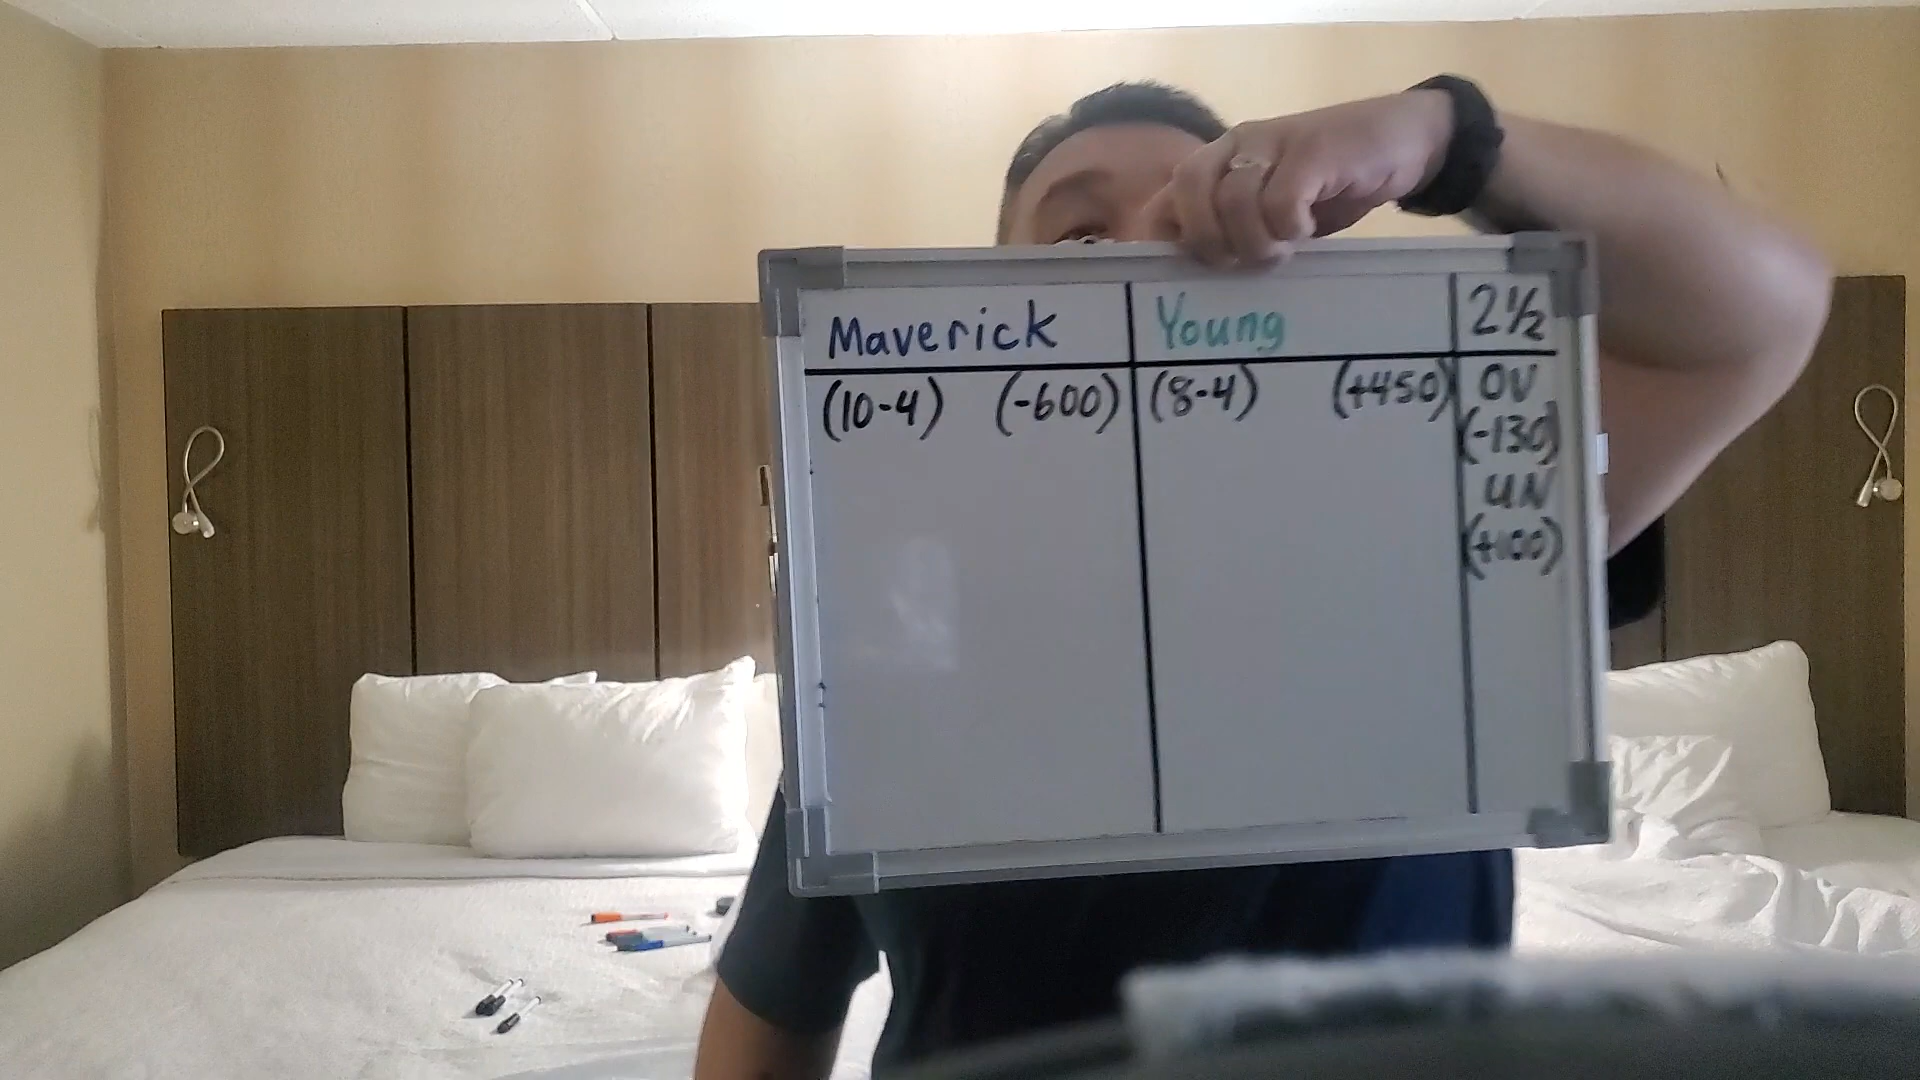 Maverick Young 2½
(10-4) (-600) (8-4) (+450) OV
(-130)
UN
(+100)